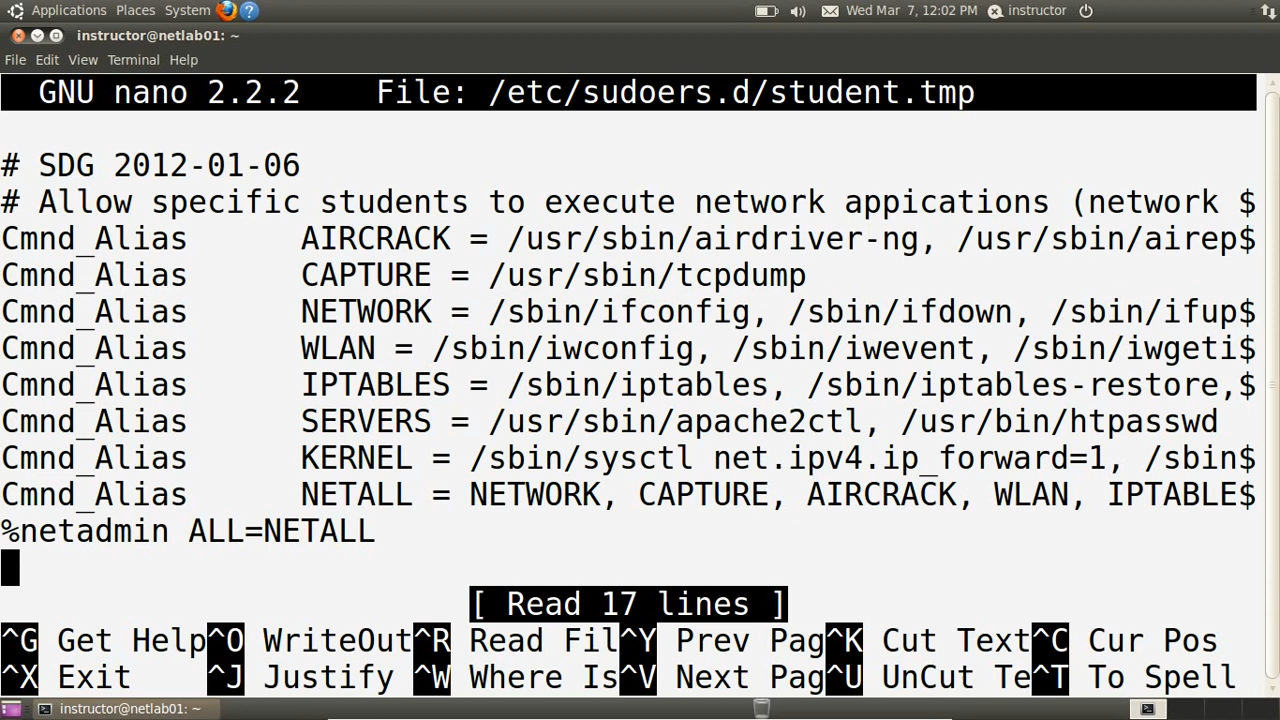 Applications Places System ? Wed Mar 7, 12:02 PM instructor
instructor@netlab01: ~
File Edit View Terminal Help
GNU nano 2.2.2 File: /etc/sudoers.d/student.tmp
# SDG 2012-01-06
# Allow specific students to execute network appications (network $
Cmnd_Alias AIRCRACK = /usr/sbin/airdriver-ng, /usr/sbin/airep$
Cmnd_Alias CAPTURE = /usr/sbin/tcpdump
Cmnd_Alias NETWORK = /sbin/ifconfig, /sbin/ifdown, /sbin/ifup$
Cmnd_Alias WLAN = /sbin/iwconfig, /sbin/iwevent, /sbin/iwgeti$
Cmnd_Alias IPTABLES = /sbin/iptables, /sbin/iptables-restore,$
Cmnd_Alias SERVERS = /usr/sbin/apache2ctl, /usr/bin/htpasswd
Cmnd_Alias KERNEL = /sbin/sysctl net.ipv4.ip_forward=1, /sbin$
Cmnd_Alias NETALL = NETWORK, CAPTURE, AIRCRACK, WLAN, IPTABLE$
%netadmin ALL=NETALL
[ Read 17 lines ]
^G Get Help^O WriteOut^R Read Fil^Y Prev Pag^K Cut Text^C Cur Pos
^X Exit ^J Justify ^W Where Is^V Next Pag^U UnCut Te^T To Spell
instructor@netlab01: ~